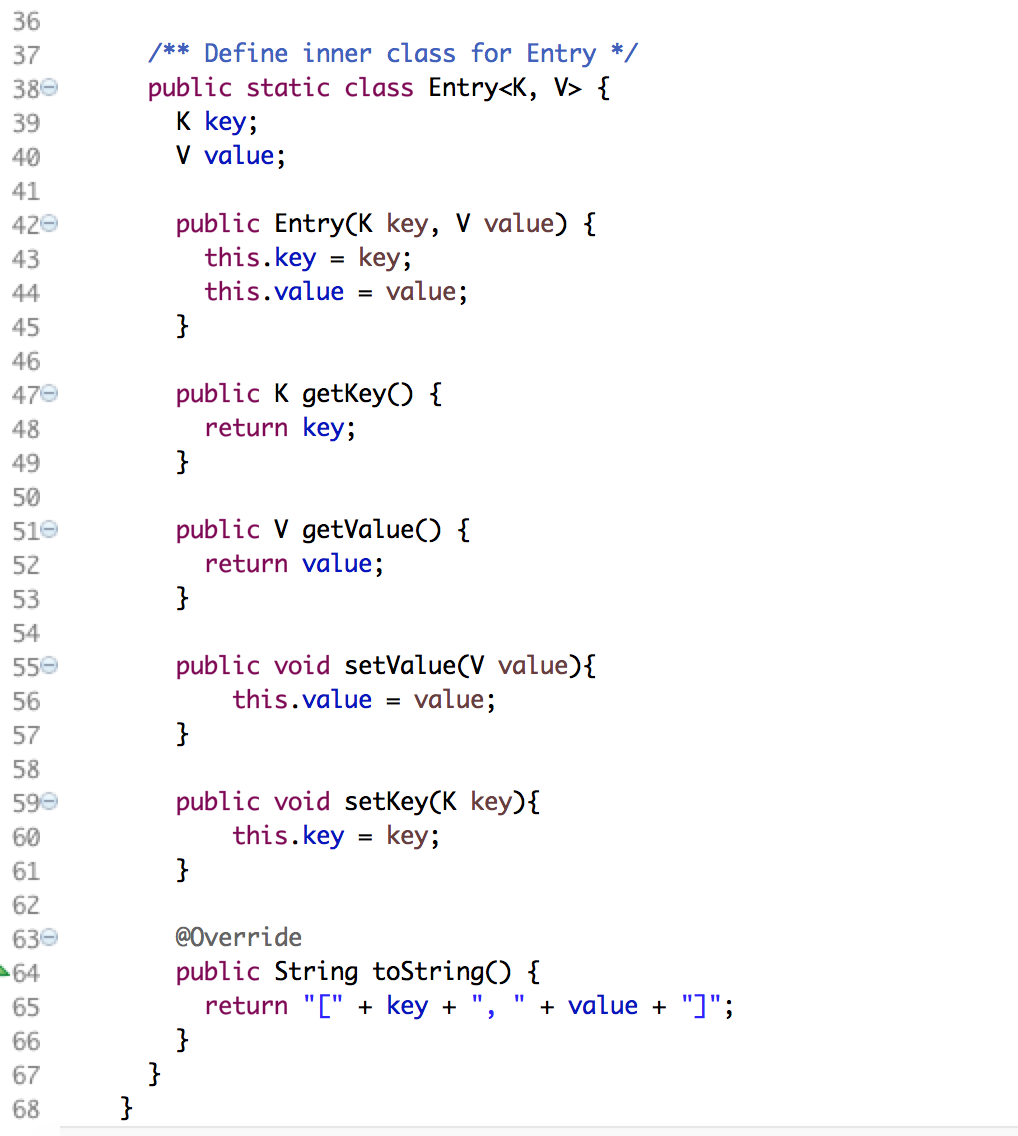 36
37 /** Define inner class for Entry */
38 public static class Entry<K, V> {
39 K key;
40 V value;
41
42 public Entry(K key, V value) {
43 this.key = key;
44 this.value = value;
45 }
46
47 public K getKey() {
48 return key;
49 }
50
51 public V getValue() {
52 return value;
53 }
54
55 public void setValue(V value){
56 this.value = value;
57 }
58
59 public void setKey(K key){
60 this.key = key;
61 }
62
63 @Override
64 public String toString() {
65 return "[" + key + ", " + value + "]";
66 }
67 }
68 }